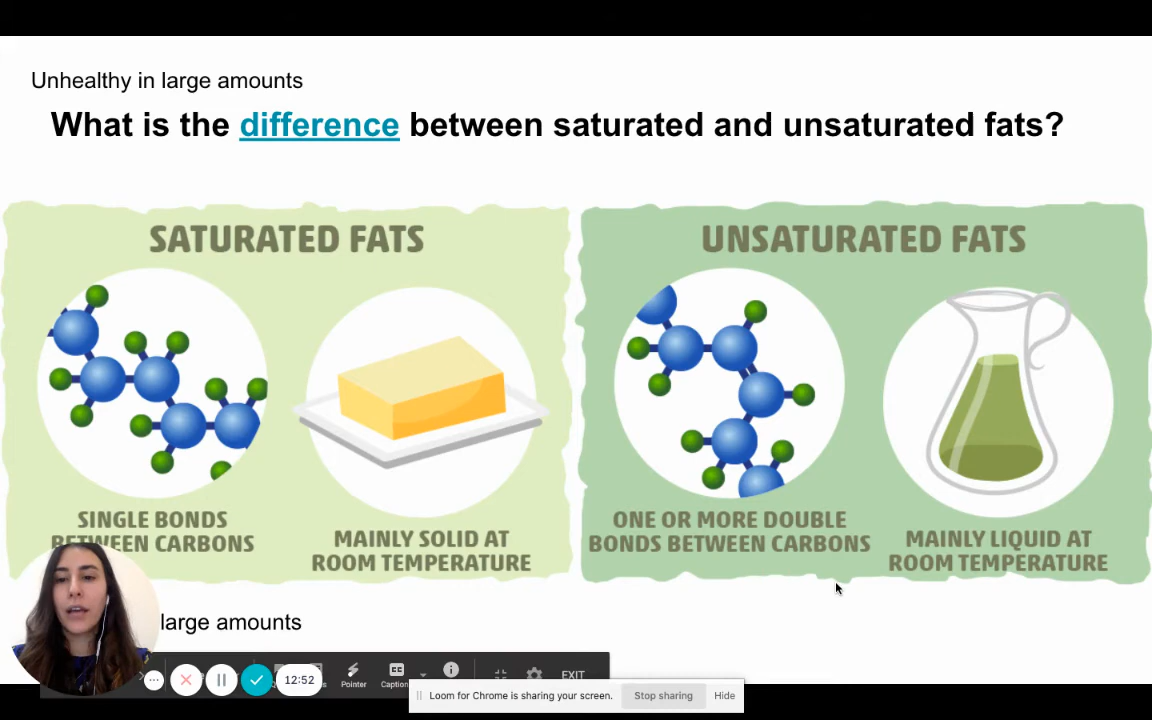 Unhealthy in large amounts
What is the difference between saturated and unsaturated fats?
SATURATED FATS
UNSATURATED FATS
SINGLE BONDS
BETWEEN CARBONS
MAINLY SOLID AT
ROOM TEMPERATURE
ONE OR MORE DOUBLE
BONDS BETWEEN CARBONS
MAINLY LIQUID AT
ROOM TEMPERATURE
large amounts
12:52
Pointer
Caption
EXIT
Loom for Chrome is sharing your screen.
Stop sharing
Hide